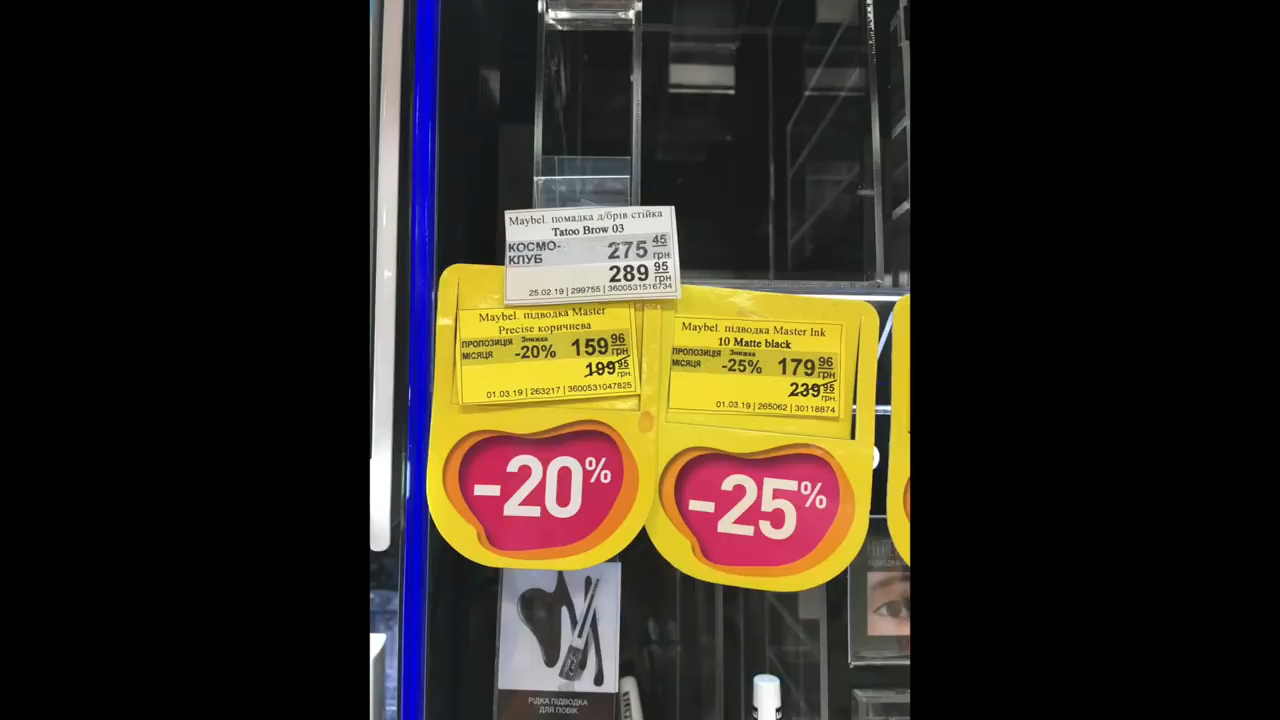 Maybel. помадка д/брів стійка
Tatoo Brow 03
КОСМО-
КЛУБ
275 45 грн
289 95 грн
25.02.19 | 299755 | 3600531516734
Maybel. підводка Master
Precise коричнева
ПРОПОЗИЦІЯ МІСЯЦЯ Знижка -20% 159 96 грн
199 95 грн.
01.03.19 | 263217 | 3600531047825
-20%
Maybel. підводка Master Ink
10 Matte black
ПРОПОЗИЦІЯ МІСЯЦЯ Знижка -25% 179 96 грн
239 95 грн.
01.03.19 | 265062 | 30118874
-25%
РІДКА ПІДВОДКА
ДЛЯ ПОВІК